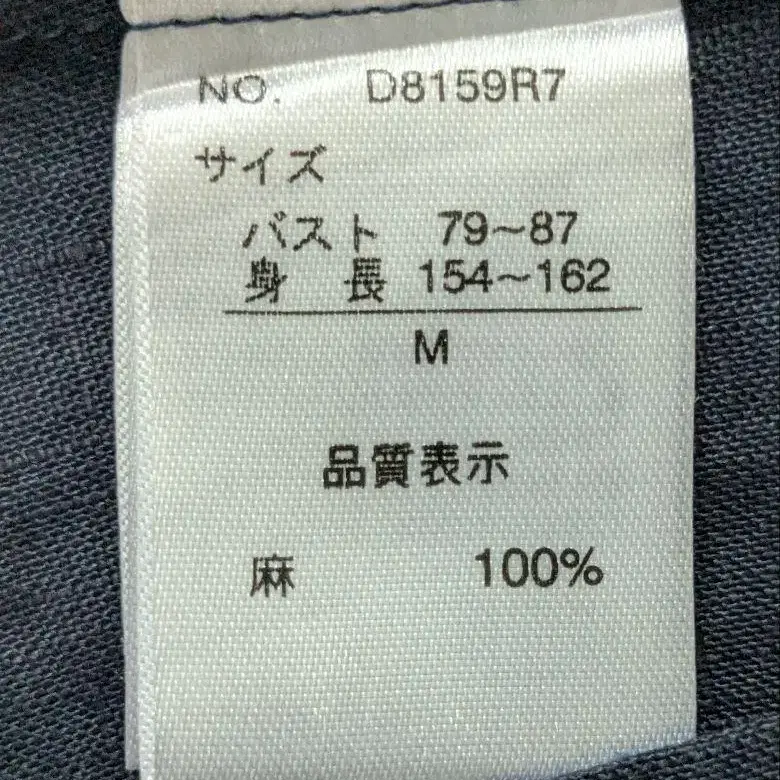 NO. D8159R7
サイズ
バスト 79~87
身 長 154~162
M
品質表示
麻 100%